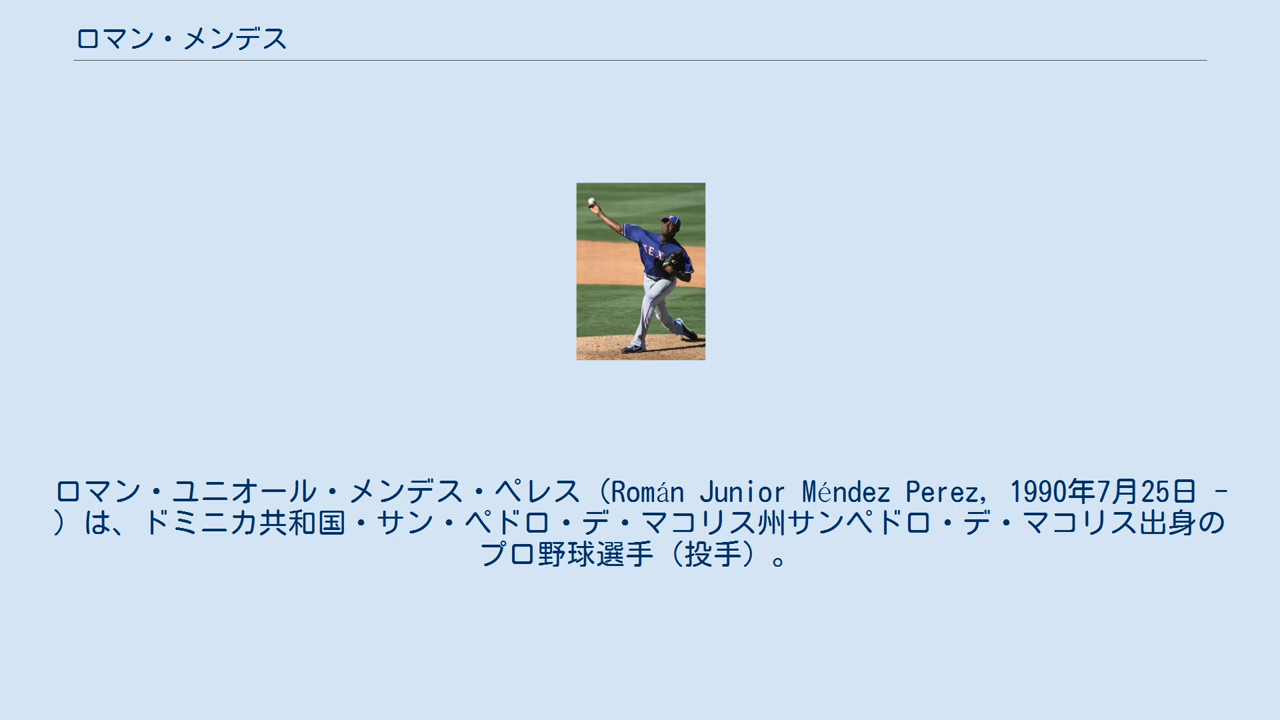 ロマン・メンデス
TEX
ロマン・ユニオール・メンデス・ペレス（Román Junior Méndez Perez, 1990年7月25日 -
）は、ドミニカ共和国・サン・ペドロ・デ・マコリス州サンペドロ・デ・マコリス出身の
プロ野球選手（投手）。